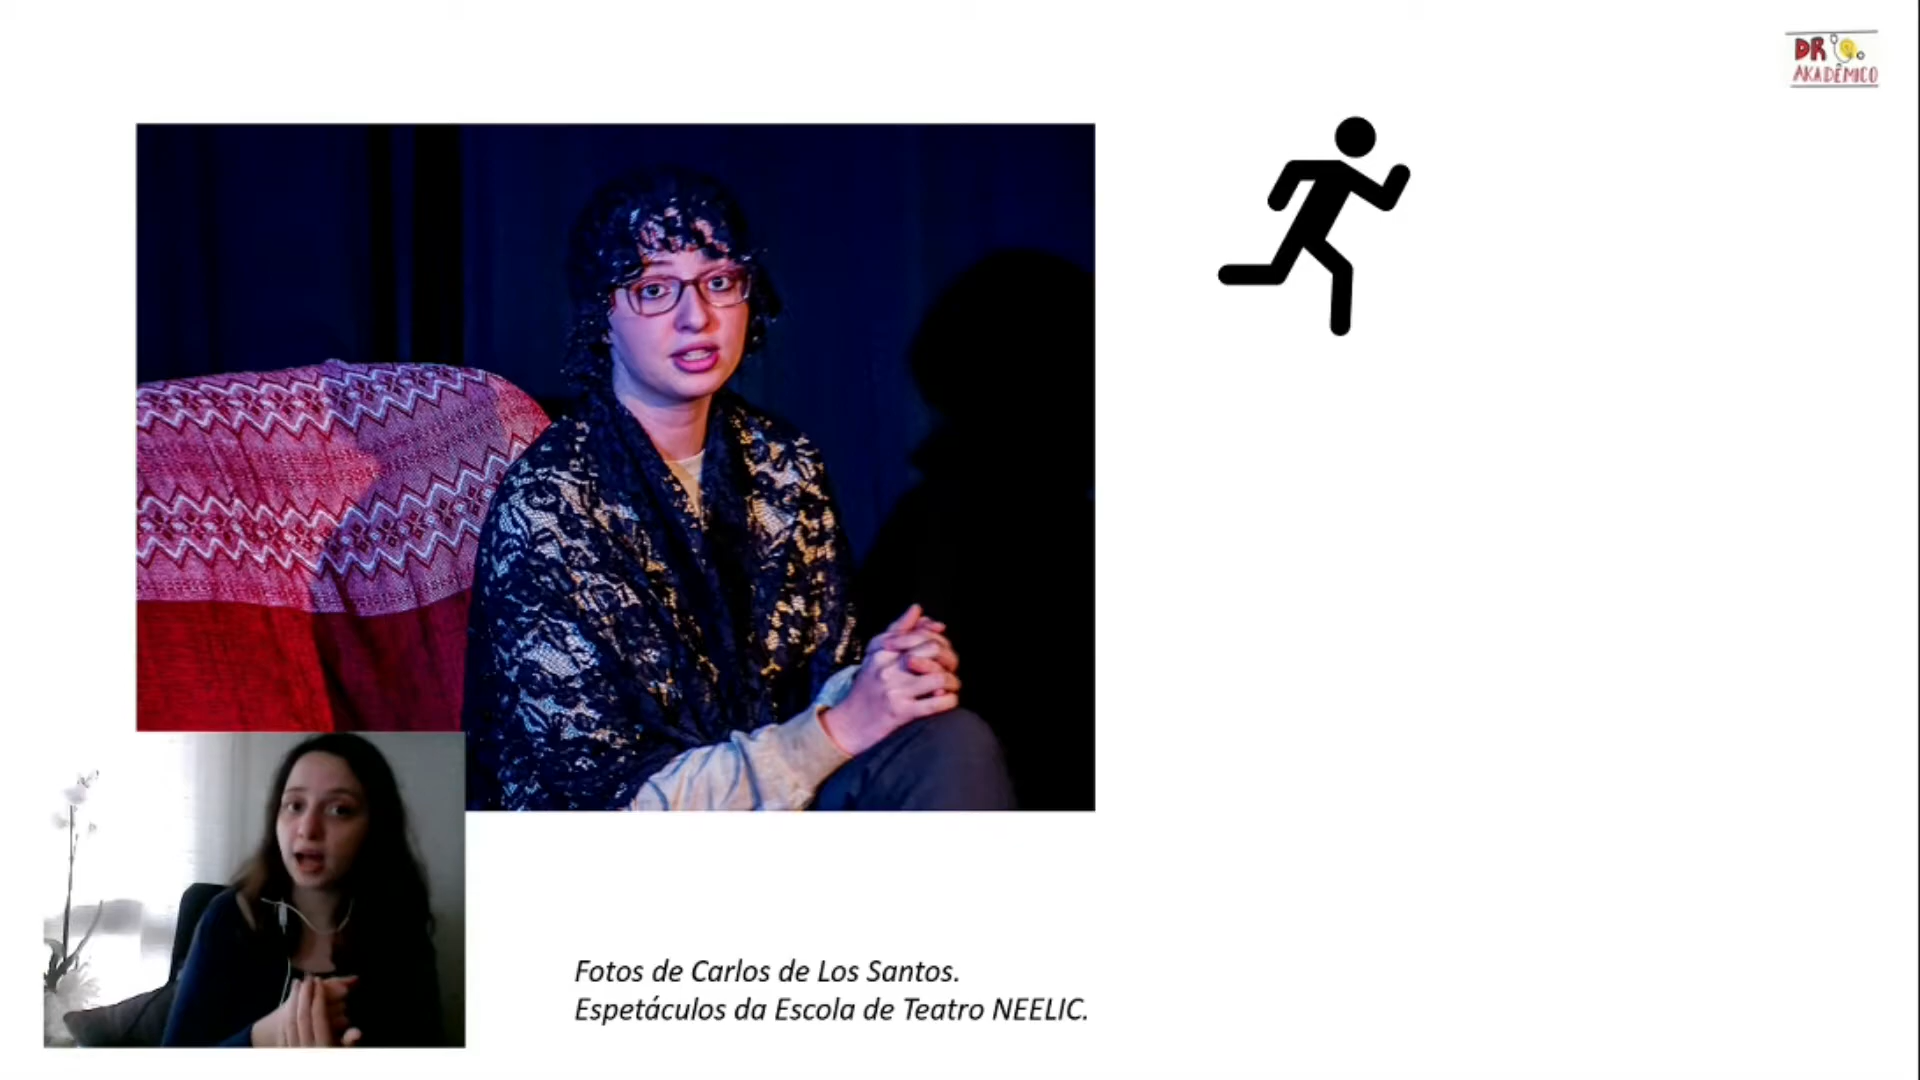 DR
AKADÊMICO
Fotos de Carlos de Los Santos.
Espetáculos da Escola de Teatro NEELIC.